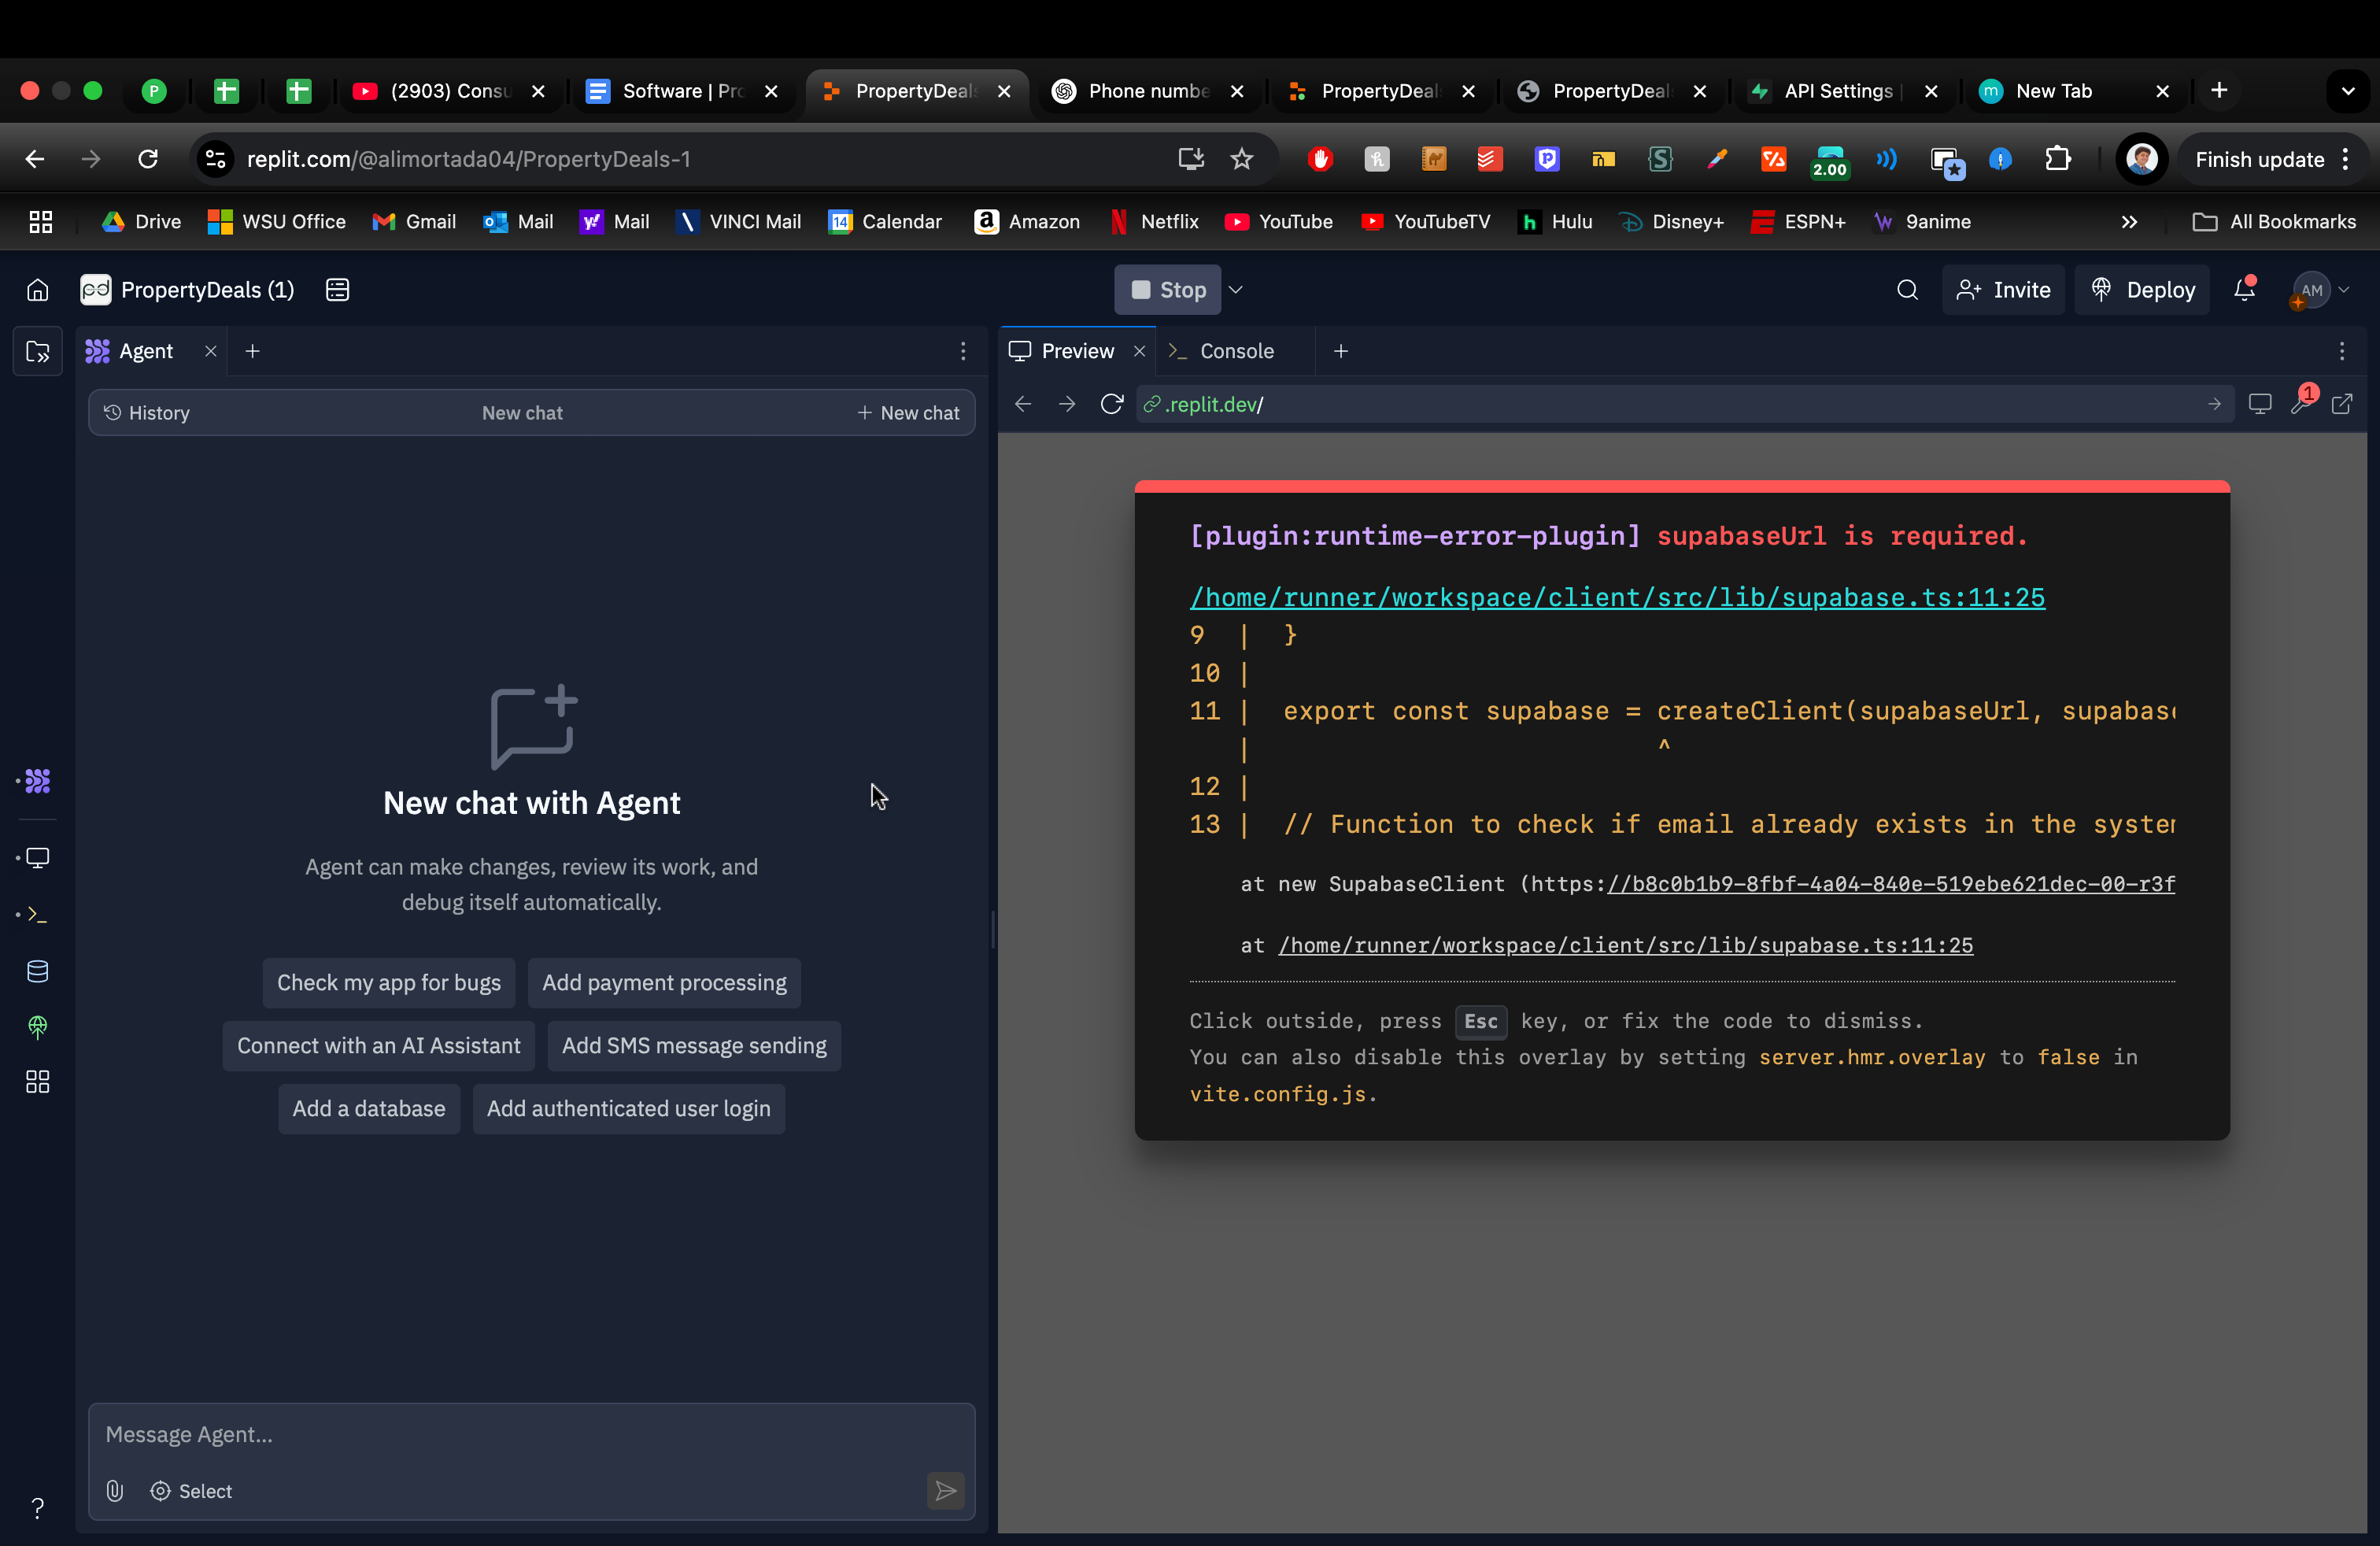 P
(2903) Consu
Software | Pro
PropertyDeals
Phone numbe
PropertyDeal
PropertyDeal
API Settings |
m
New Tab
replit.com/@alimortada04/PropertyDeals-1
2.00
Finish update
Drive
WSU Office
Gmail
Mail
Mail
VINCI Mail
14
Calendar
Amazon
Netflix
YouTube
YouTubeTV
Hulu
Disney+
ESPN+
9anime
All Bookmarks
pd
PropertyDeals (1)
Stop
Invite
Deploy
AM
Agent
Preview
Console
History
New chat
New chat
.replit.dev/
1
New chat with Agent
Agent can make changes, review its work, and
debug itself automatically.
Check my app for bugs
Add payment processing
Connect with an AI Assistant
Add SMS message sending
Add a database
Add authenticated user login
Message Agent...
Select
?
[plugin:runtime-error-plugin] supabaseUrl is required.
/home/runner/workspace/client/src/lib/supabase.ts:11:25
9 | }
10 |
11 | export const supabase = createClient(supabaseUrl, supabas
| ^
12 |
13 | // Function to check if email already exists in the system
at new SupabaseClient (https://b8c0b1b9-8fbf-4a04-840e-519ebe621dec-00-r3f
at /home/runner/workspace/client/src/lib/supabase.ts:11:25
Click outside, press Esc key, or fix the code to dismiss.
You can also disable this overlay by setting server.hmr.overlay to false in
vite.config.js.